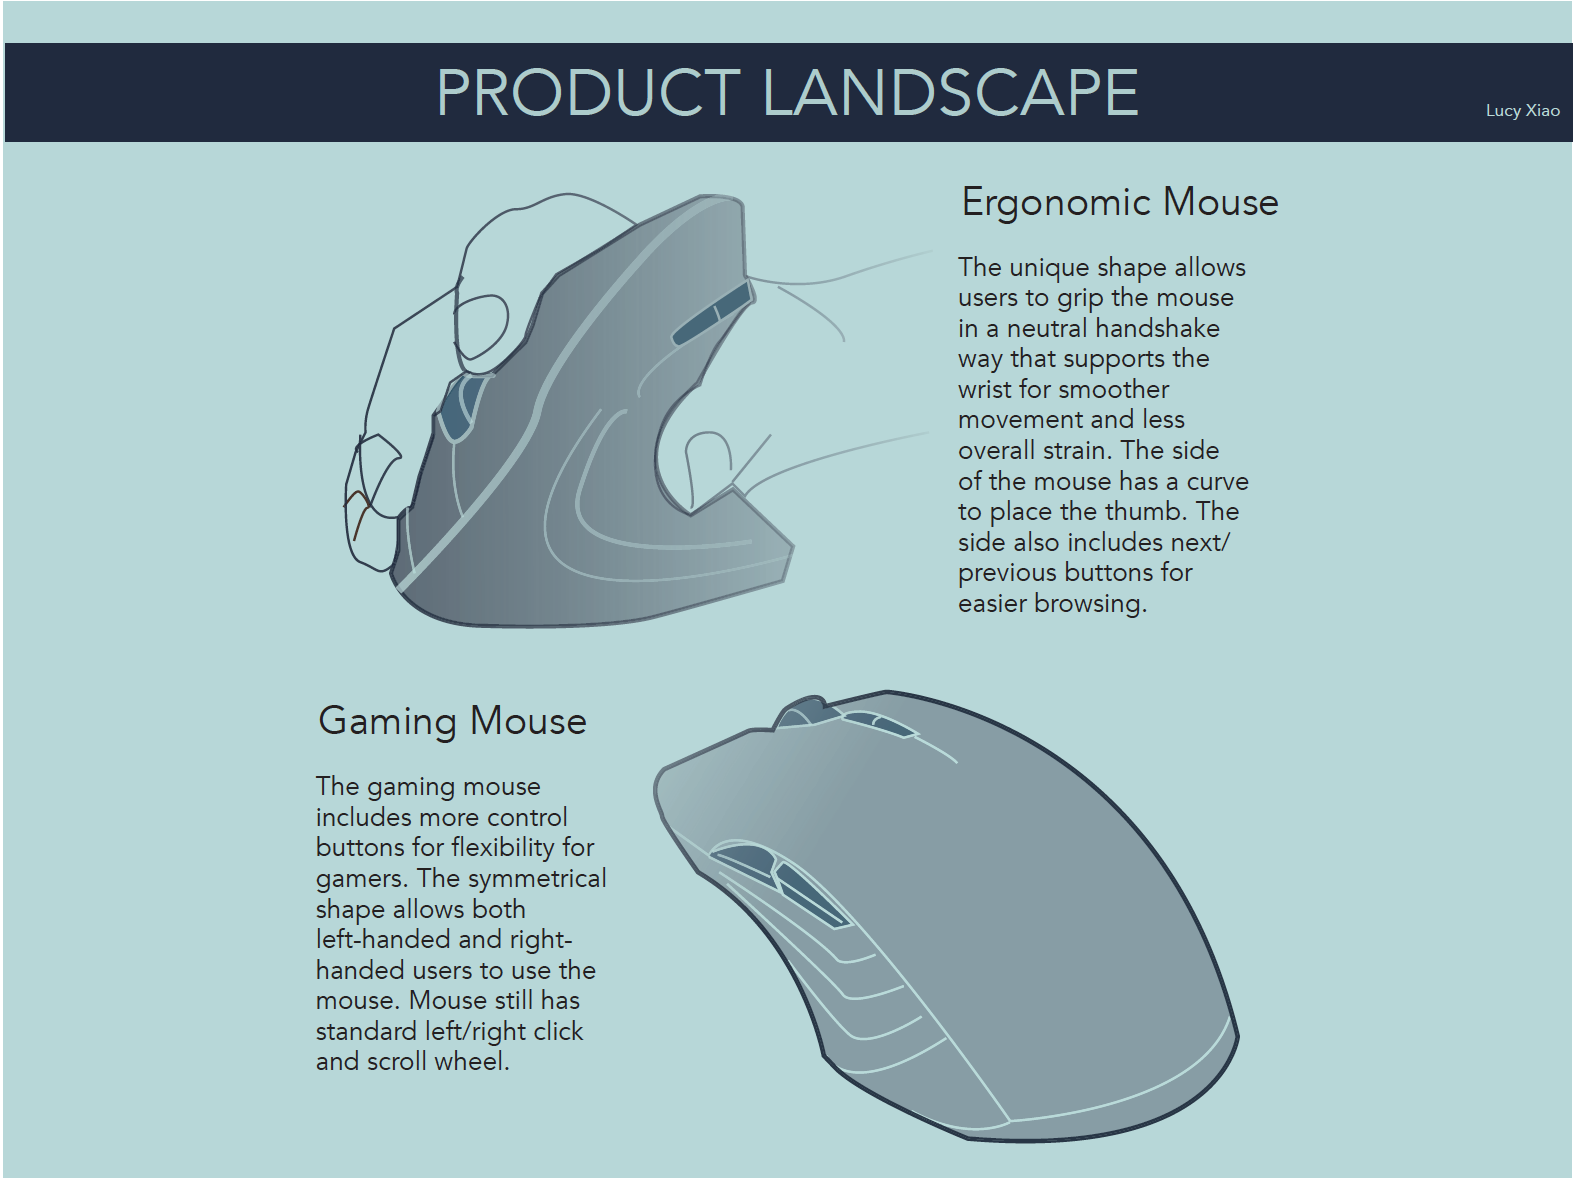 PRODUCT LANDSCAPE
Lucy Xiao
Ergonomic Mouse
The unique shape allows
users to grip the mouse
in a neutral handshake
way that supports the
wrist for smoother
movement and less
overall strain. The side
of the mouse has a curve
to place the thumb. The
side also includes next/
previous buttons for
easier browsing.
Gaming Mouse
The gaming mouse
includes more control
buttons for flexibility for
gamers. The symmetrical
shape allows both
left-handed and right-
handed users to use the
mouse. Mouse still has
standard left/right click
and scroll wheel.